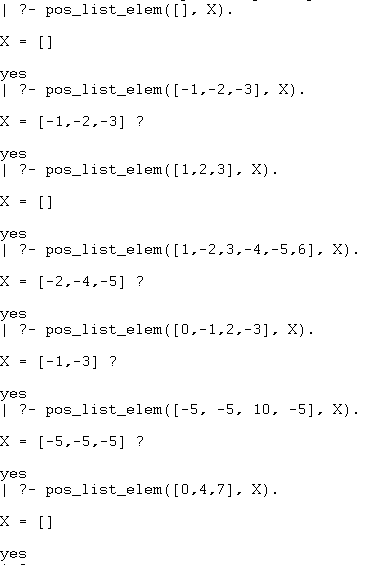 | ?- pos_list_elem([], X).
X = []
yes
| ?- pos_list_elem([-1,-2,-3], X).
X = [-1,-2,-3] ?
yes
| ?- pos_list_elem([1,2,3], X).
X = []
yes
| ?- pos_list_elem([1,-2,3,-4,-5,6], X).
X = [-2,-4,-5] ?
yes
| ?- pos_list_elem([0,-1,2,-3], X).
X = [-1,-3] ?
yes
| ?- pos_list_elem([-5, -5, 10, -5], X).
X = [-5,-5,-5] ?
yes
| ?- pos_list_elem([0,4,7], X).
X = []
yes